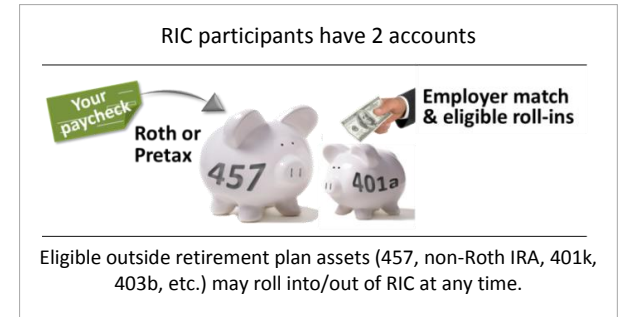 RIC participants have 2 accounts
Your
paycheck
Roth or
Pretax
457
Employer match
& eligible roll-ins
401a
Eligible outside retirement plan assets (457, non-Roth IRA, 401k,
403b, etc.) may roll into/out of RIC at any time.